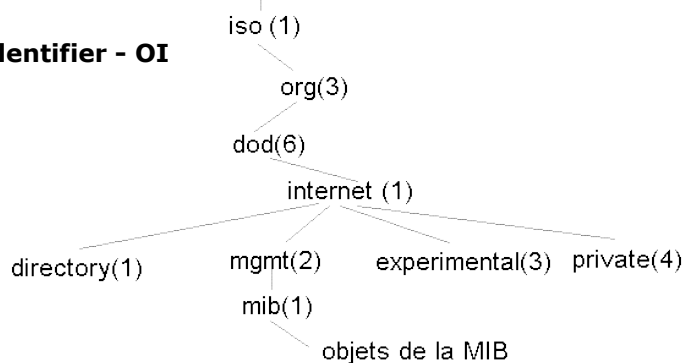 iso (1)
dentifier - OI
org(3)
dod(6)
internet (1)
directory(1) mgmt(2) experimental(3) private(4)
mib(1)
objets de la MIB